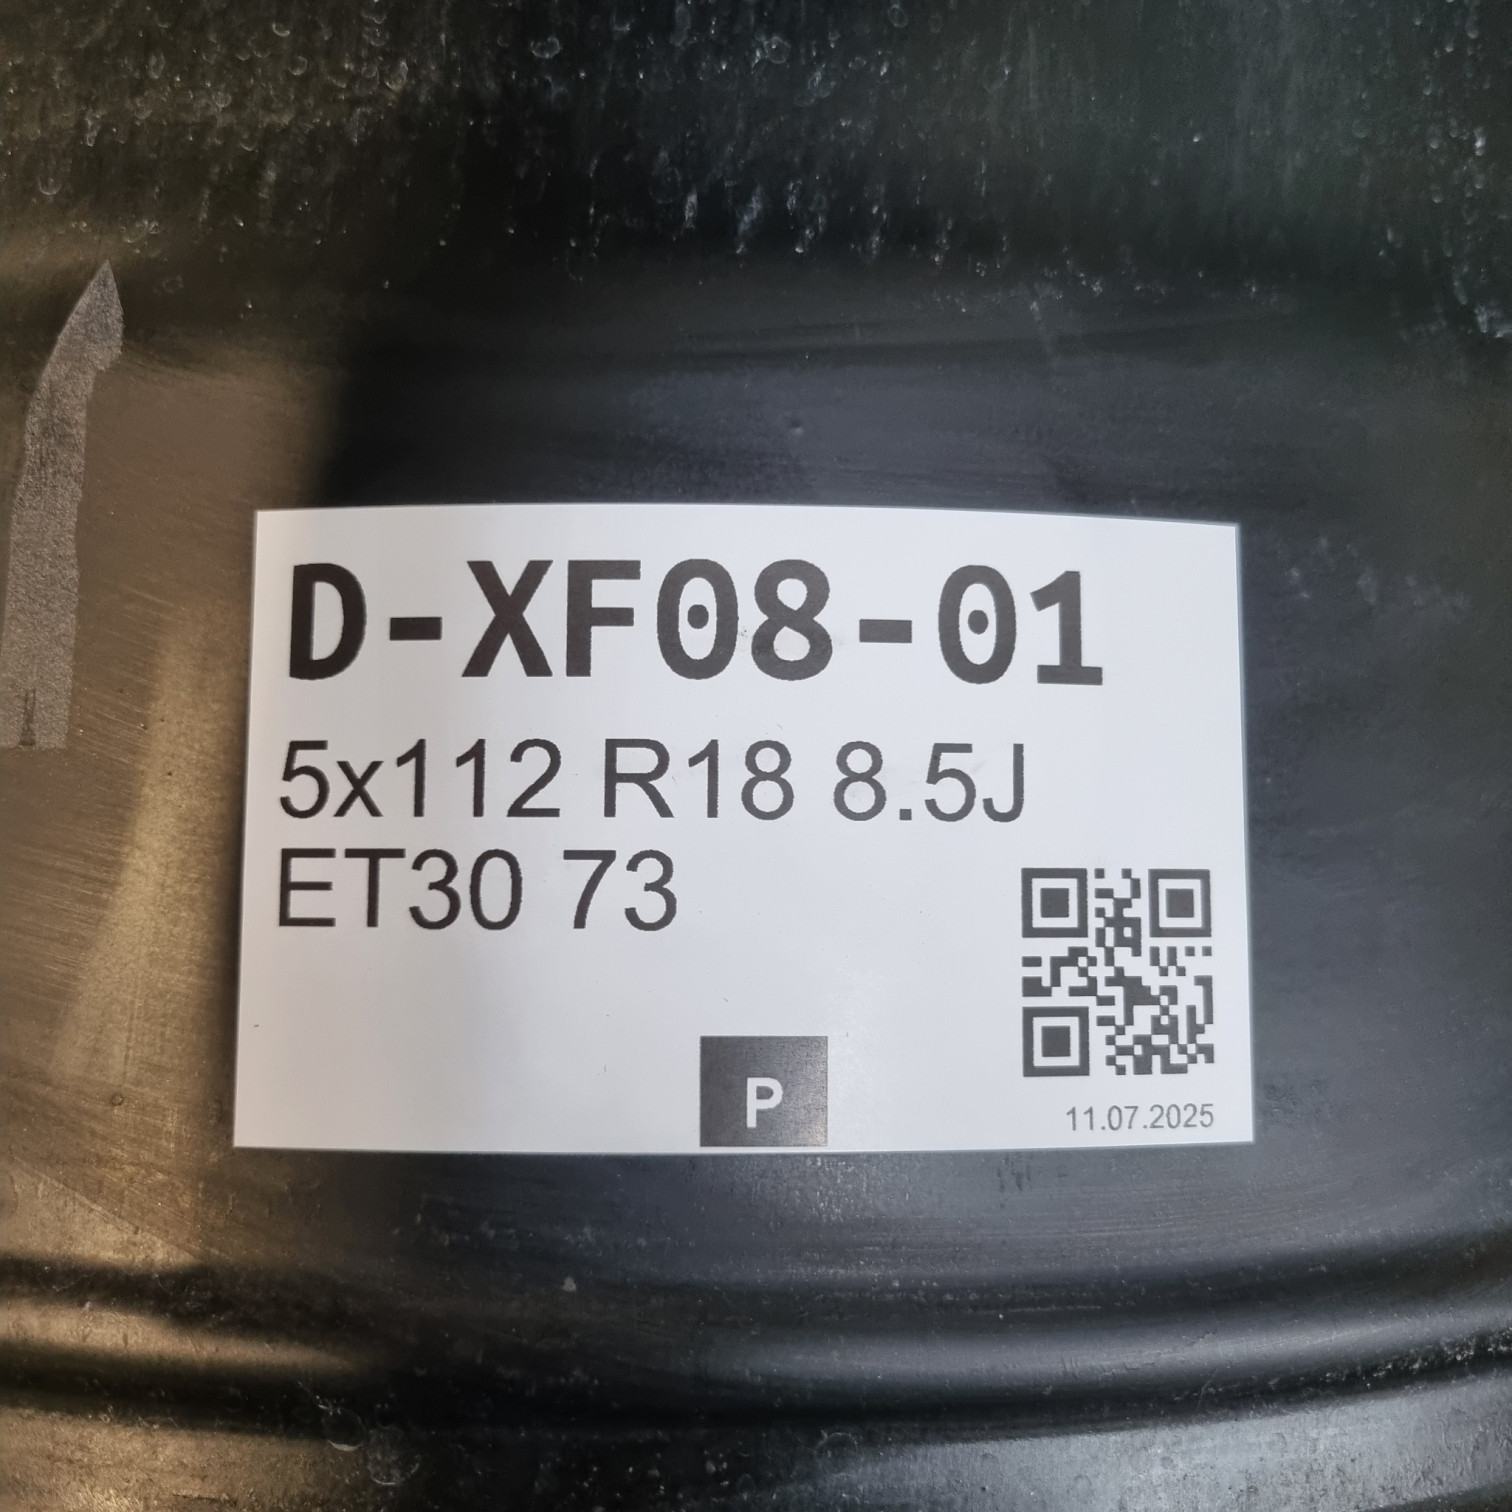 D-XF08-01
5x112 R18 8.5J
ET30 73
P
11.07.2025